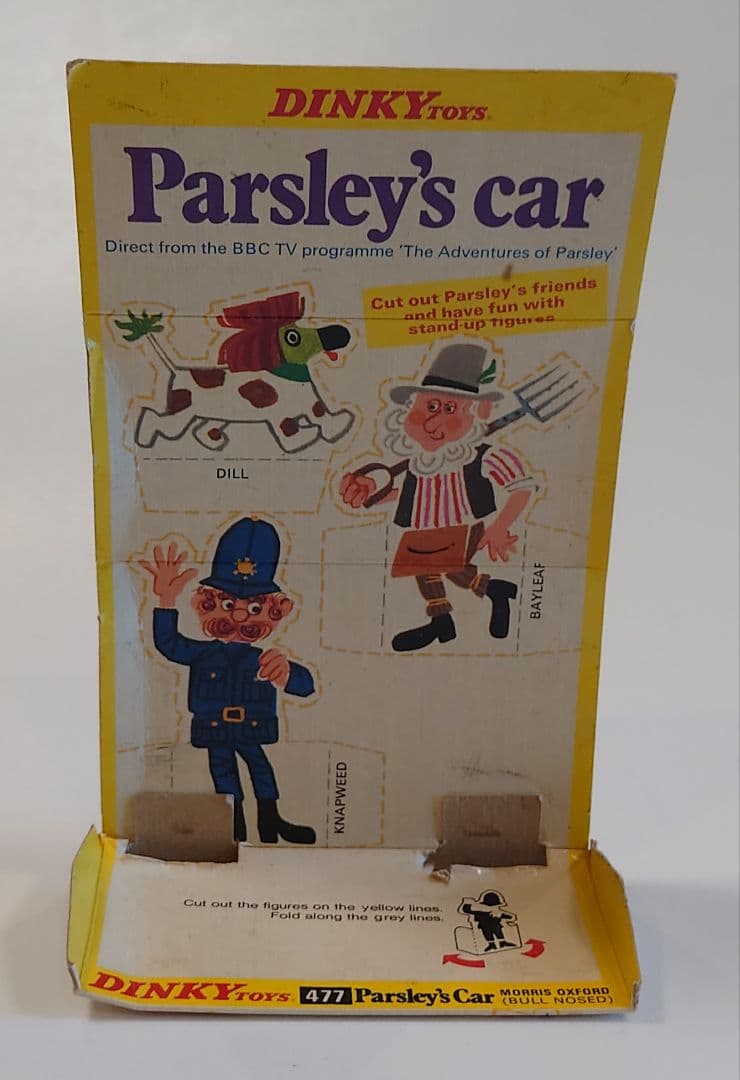 DINKY TOYS
Parsley's car
Direct from the BBC TV programme 'The Adventures of Parsley'
Cut out Parsley's friends
and have fun with
stand-up figures
DILL
BAYLEAF
KNAPWEED
Cut out the figures on the yellow lines.
Fold along the grey lines.
DINKY TOYS 477 Parsley's Car MORRIS OXFORD
(BULL NOSED)